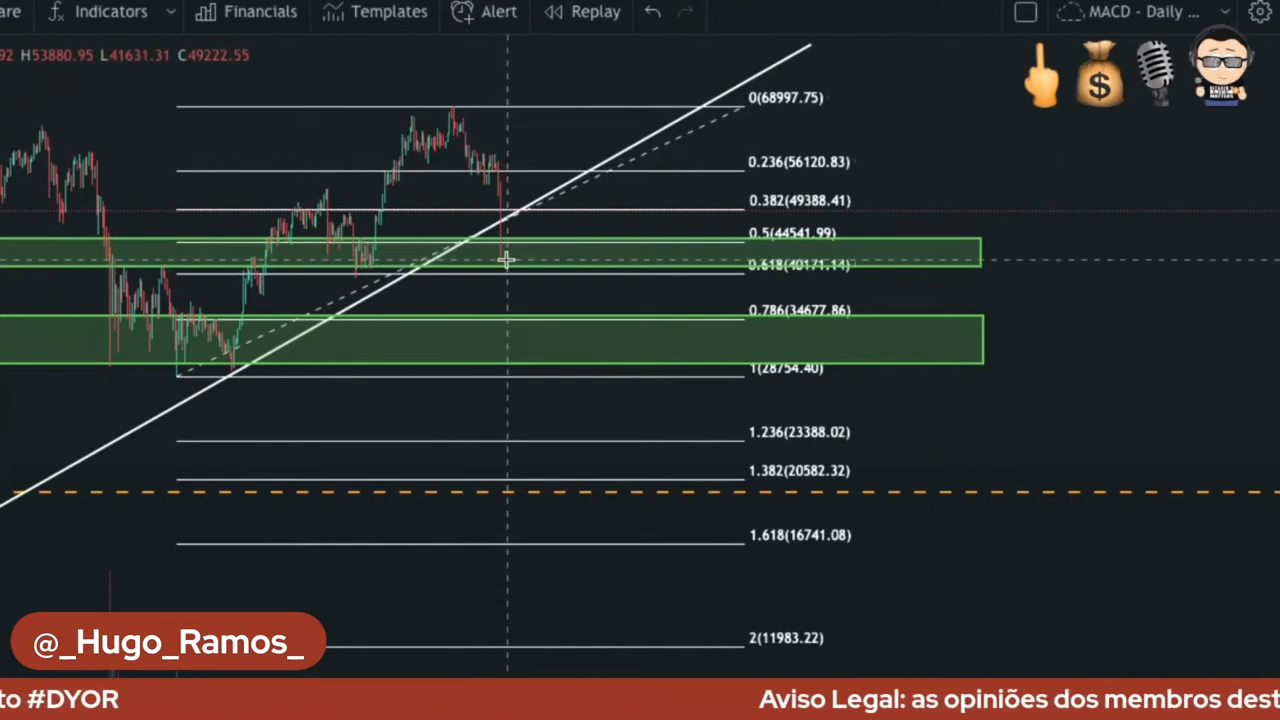 are Indicators Financials Templates Alert Replay MACD - Daily ...
92 H53880.95 L41631.31 C49222.55
0(68997.75)
0.236(56120.83)
0.382(49388.41)
0.5(44541.99)
0.618(40171.14)
0.786(34677.86)
1(28754.40)
1.236(23388.02)
1.382(20582.32)
1.618(16741.08)
2(11983.22)
@_Hugo_Ramos_
to #DYOR Aviso Legal: as opiniões dos membros dest